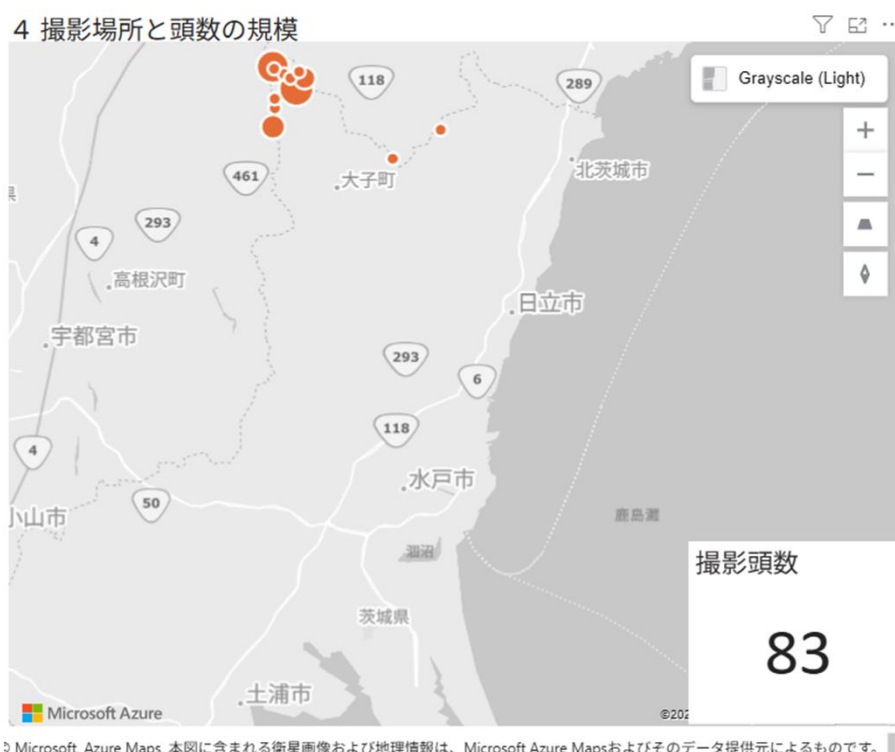 4 撮影場所と頭数の規模
Grayscale (Light)
118
289
461
大子町
北茨城市
293
4
県
高根沢町
宇都宮市
日立市
293
6
118
4
水戸市
50
小山市
鹿島灘
涸沼
撮影頭数
茨城県
83
土浦市
Microsoft Azure
©202
© Microsoft, Azure Maps. 本図に含まれる衛星画像および地理情報は、Microsoft Azure Mapsおよびそのデータ提供示によるものです。